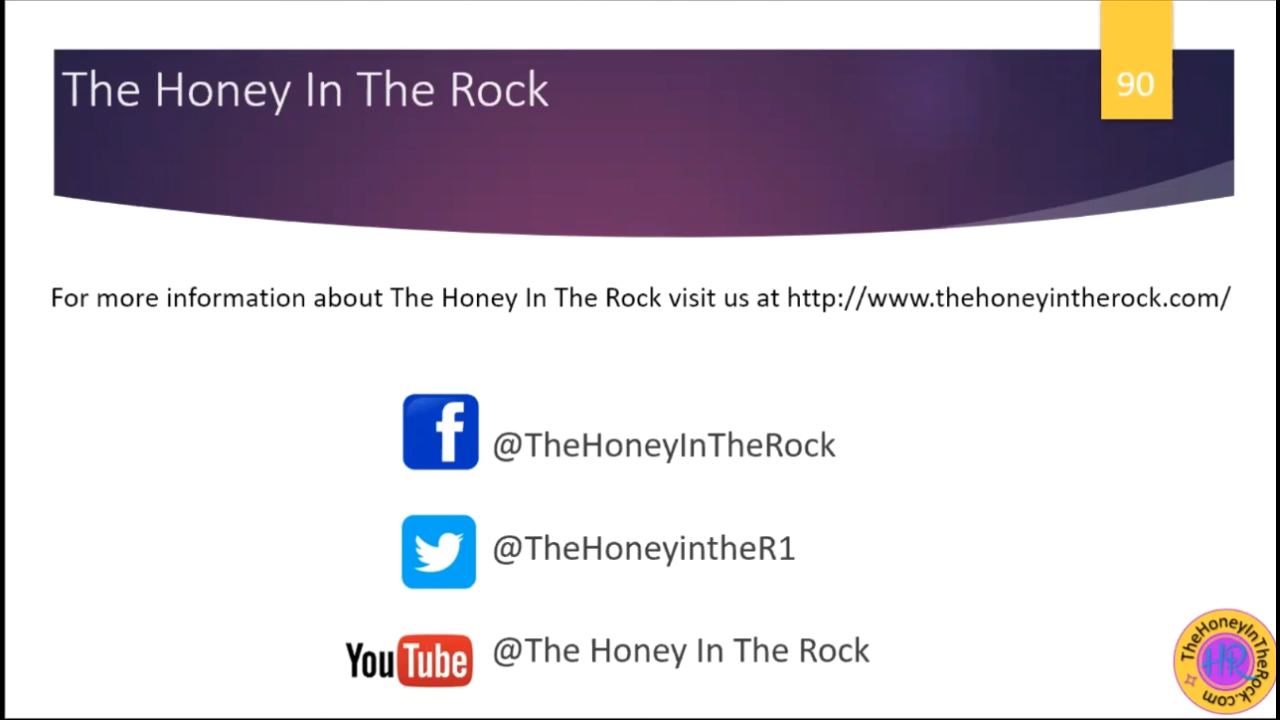 The Honey In The Rock
90
For more information about The Honey In The Rock visit us at http://www.thehoneyintherock.com/
f
@TheHoneyInTheRock
@TheHoneyintheR1
YouTube
@The Honey In The Rock
TheHoneyInTheRock.com
HR